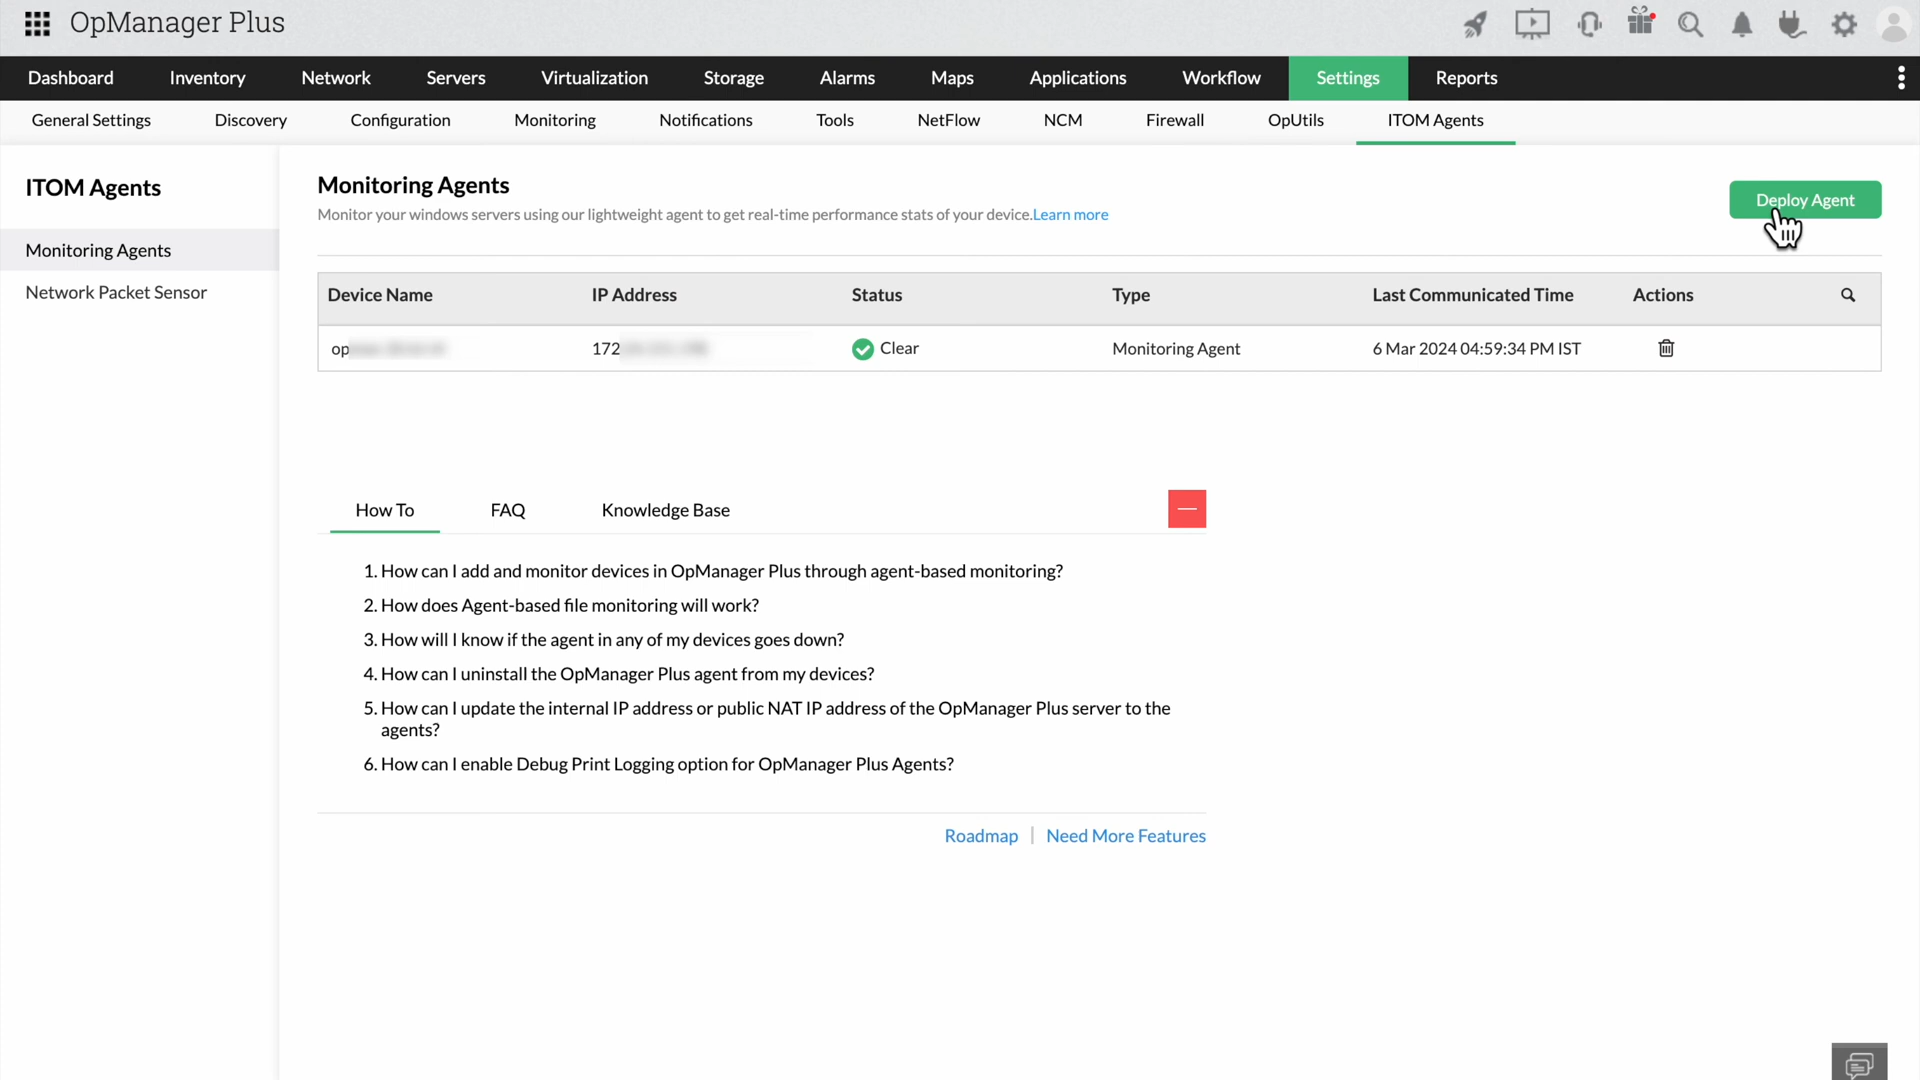 OpManager Plus
Dashboard Inventory Network Servers Virtualization Storage Alarms Maps Applications Workflow Settings Reports
General Settings Discovery Configuration Monitoring Notifications Tools NetFlow NCM Firewall OpUtils ITOM Agents
ITOM Agents
Monitoring Agents
Network Packet Sensor
Monitoring Agents
Monitor your windows servers using our lightweight agent to get real-time performance stats of your device.Learn more
Deploy Agent
Device Name IP Address Status Type Last Communicated Time Actions
op 172 Clear Monitoring Agent 6 Mar 2024 04:59:34 PM IST
How To FAQ Knowledge Base
1. How can I add and monitor devices in OpManager Plus through agent-based monitoring?
2. How does Agent-based file monitoring will work?
3. How will I know if the agent in any of my devices goes down?
4. How can I uninstall the OpManager Plus agent from my devices?
5. How can I update the internal IP address or public NAT IP address of the OpManager Plus server to the
agents?
6. How can I enable Debug Print Logging option for OpManager Plus Agents?
Roadmap | Need More Features